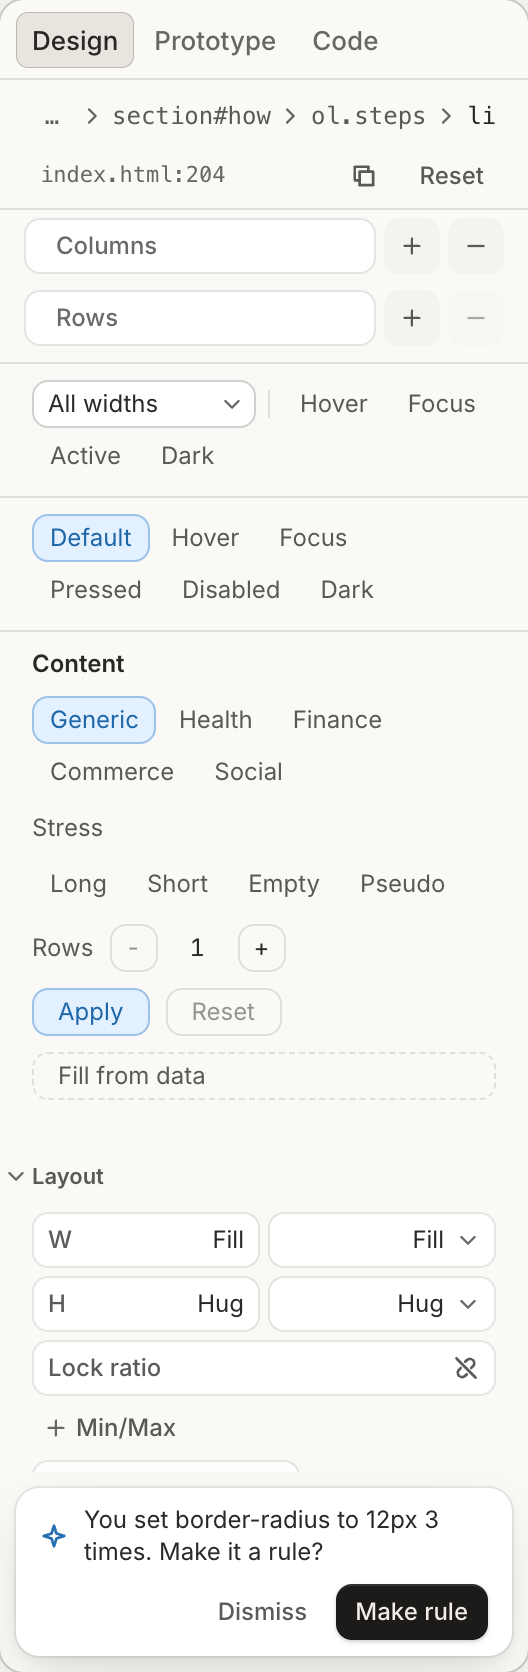 Design Prototype Code
… > section#how > ol.steps > li
index.html:204 Reset
Columns + −
Rows + −
All widths Hover Focus
Active Dark
Default Hover Focus
Pressed Disabled Dark
Content
Generic Health Finance
Commerce Social
Stress
Long Short Empty Pseudo
Rows - 1 +
Apply Reset
Fill from data
Layout
W Fill Fill
H Hug Hug
Lock ratio
+ Min/Max
You set border-radius to 12px 3
times. Make it a rule?
Dismiss Make rule